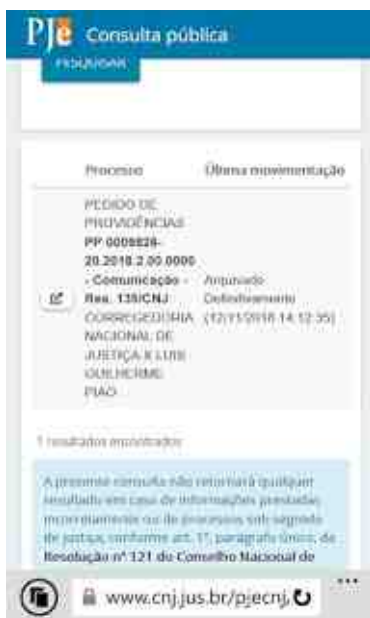 PJe Consulta pública
PESQUISAR
Processo Última movimentação
PEDIDO DE
PROVIDÊNCIAS
PP 0009826-
20.2018.2.00.0000
- Comunicação - Arquivado
Res. 135/CNJ Definitivamente
CORREGEDORIA (12/11/2018 14:12:35)
NACIONAL DE
JUSTIÇA X LUIS
GUILHERME
PIAO
1 resultados encontrados
A presente consulta não retornará qualquer
resultado em caso de informações prestadas
incorretamente ou de processos sob segredo
de justiça, conforme art. 1º, parágrafo único, da
Resolução nº 121 do Conselho Nacional de
www.cnj.jus.br/pjecnj,